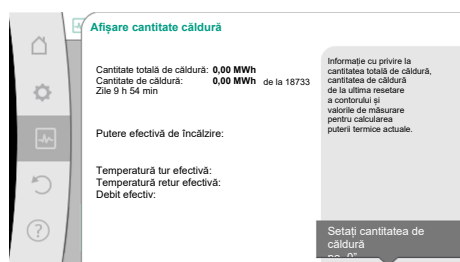 Afișare cantitate căldură
Cantitate totală de căldură: 0,00 MWh
Cantitate de căldură: 0,00 MWh de la 18733
Zile 9 h 54 min
Putere efectivă de încălzire:
Temperatură tur efectivă:
Temperatură retur efectivă:
Debit efectiv:
Informație cu privire la
cantitatea totală de căldură,
cantitatea de căldură
de la ultima resetare
a contorului și
valorile de măsurare
pentru calcularea
puterii termice actuale.
Setați cantitatea de
căldură
pe „0”
?